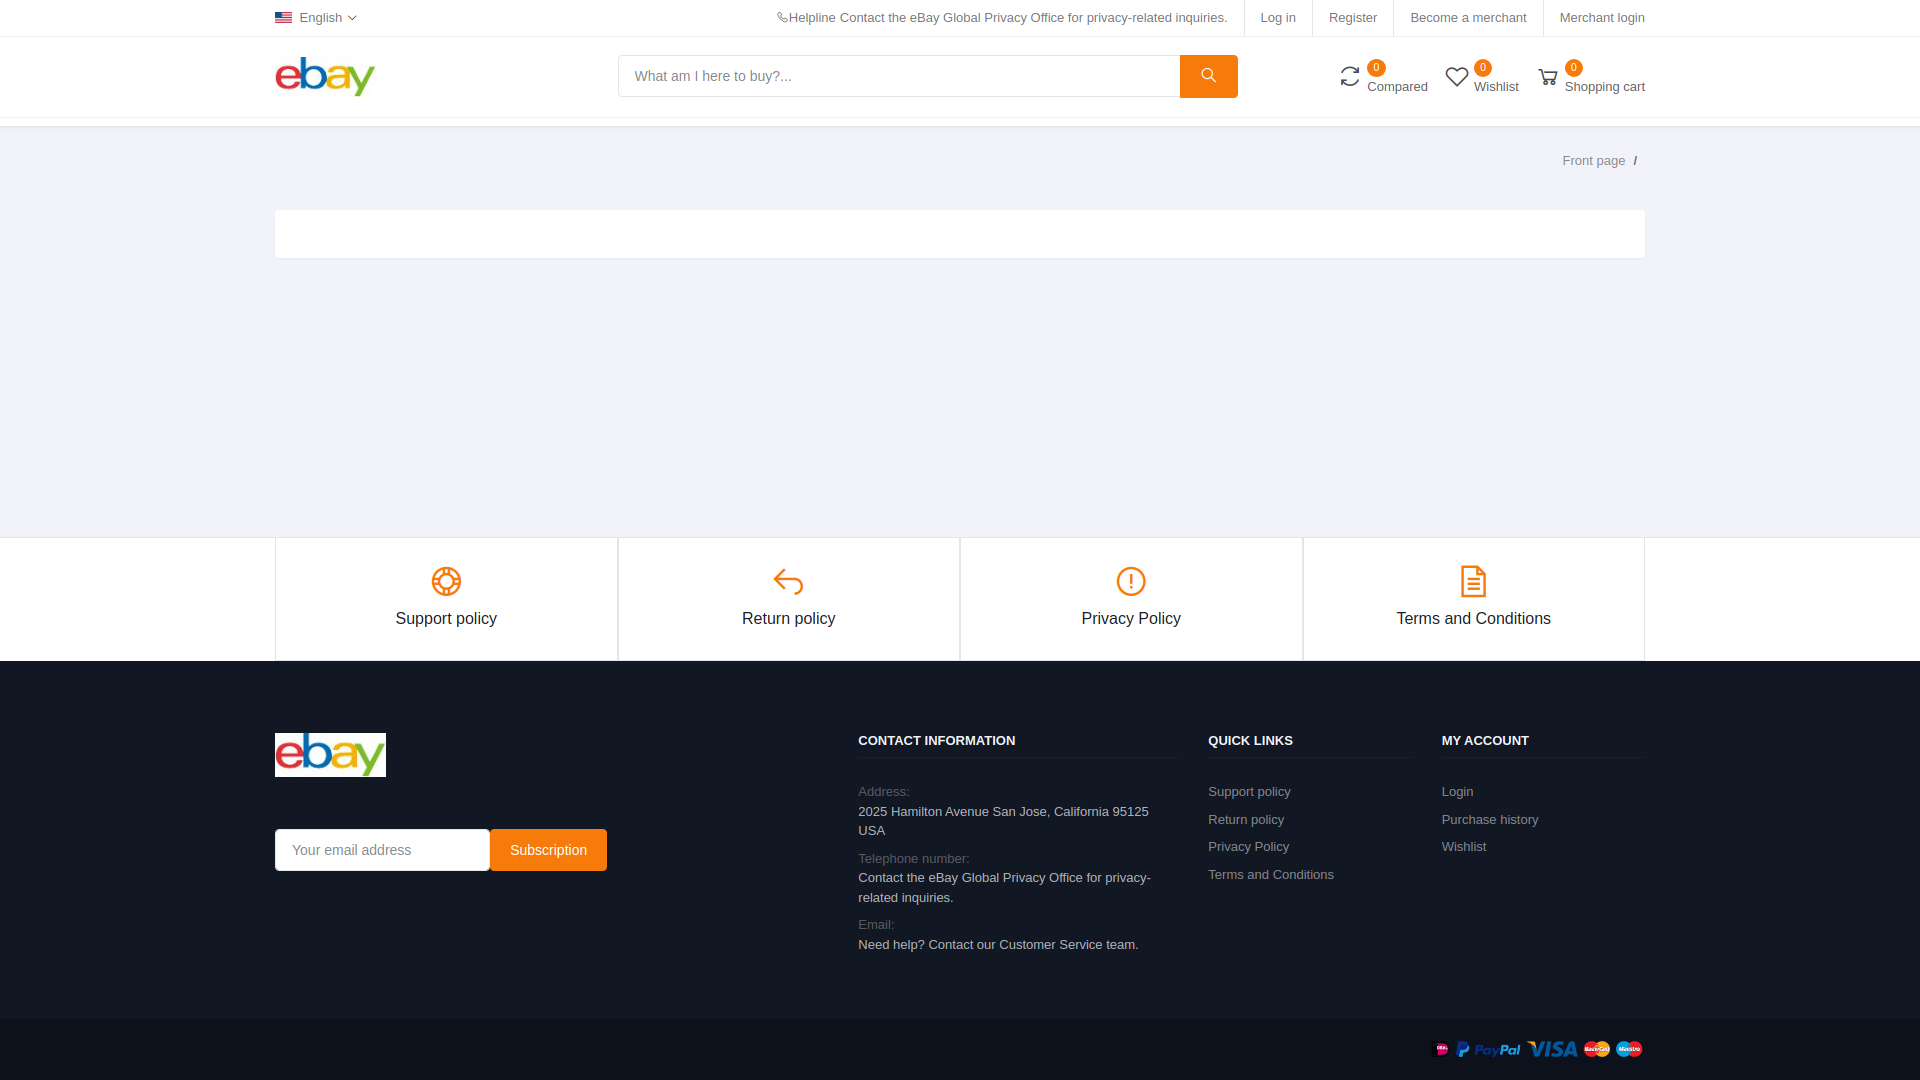 English
Helpline Contact the eBay Global Privacy Office for privacy-related inquiries.
Log in
Register
Become a merchant
Merchant login
ebay
What am I here to buy?...
0
Compared
0
Wishlist
0
Shopping cart
Front page /
Support policy
Return policy
Privacy Policy
Terms and Conditions
ebay
Your email address
Subscription
CONTACT INFORMATION
Address:
2025 Hamilton Avenue San Jose, California 95125
USA
Telephone number:
Contact the eBay Global Privacy Office for privacy-
related inquiries.
Email:
Need help? Contact our Customer Service team.
QUICK LINKS
Support policy
Return policy
Privacy Policy
Terms and Conditions
MY ACCOUNT
Login
Purchase history
Wishlist
PayPal
VISA
MasterCard
Maestro